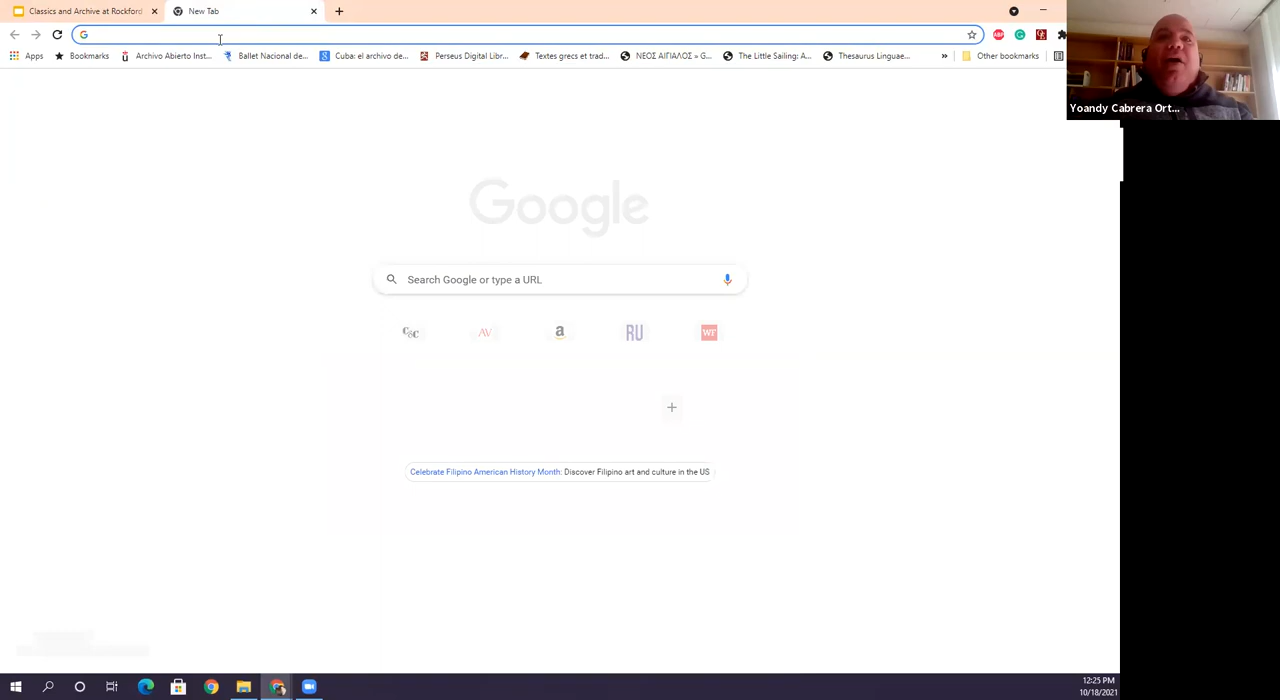 Classics and Archive at Rockford
New Tab
Apps
Bookmarks
Archivo Abierto Inst...
Ballet Nacional de...
Cuba: el archivo de...
Perseus Digital Libr...
Textes grecs et trad...
ΝΕΟΣ ΑΙΓΙΑΛΟΣ » G...
The Little Sailing: A...
Thesaurus Linguae...
»
Other bookmarks
Yoandy Cabrera Ort...
Google
Search Google or type a URL
C&C
AV
a
RU
WF
Celebrate Filipino American History Month: Discover Filipino art and culture in the US
12:25 PM
10/18/2021